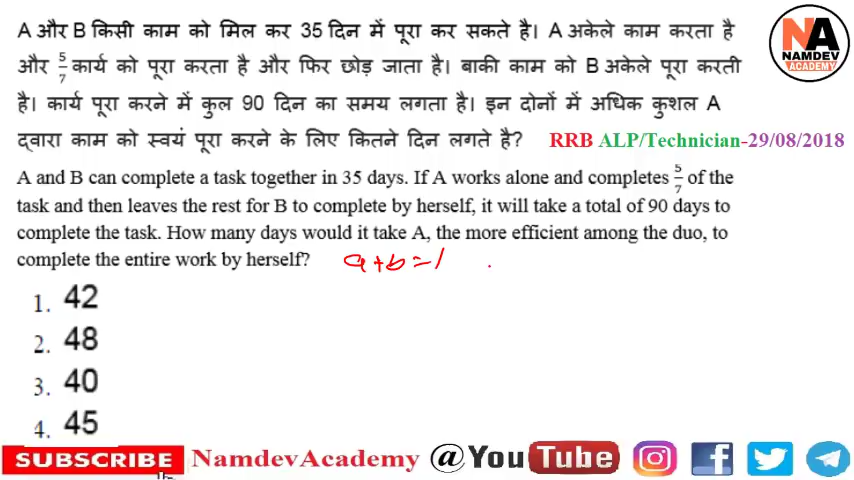 A और B किसी काम को मिल कर 35 दिन में पूरा कर सकते है। A अकेले काम करता है
और 5/7 कार्य को पूरा करता है और फिर छोड़ जाता है। बाकी काम को B अकेले पूरा करती
है। कार्य पूरा करने में कुल 90 दिन का समय लगता है। इन दोनों में अधिक कुशल A
द्वारा काम को स्वयं पूरा करने के लिए कितने दिन लगते है? RRB ALP/Technician-29/08/2018
A and B can complete a task together in 35 days. If A works alone and completes 5/7 of the
task and then leaves the rest for B to complete by herself, it will take a total of 90 days to
complete the task. How many days would it take A, the more efficient among the duo, to
complete the entire work by herself? a+b=1
1. 42
2. 48
3. 40
4. 45
NA
NAMDEV
ACADEMY
SUBSCRIBE NamdevAcademy @YouTube